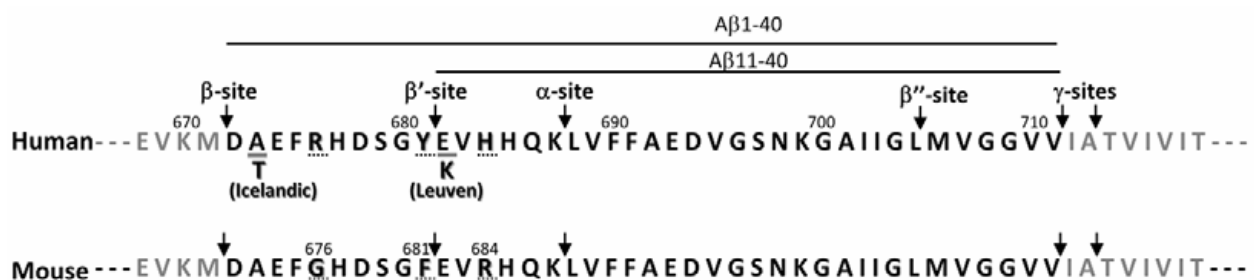 Aβ1-40
Aβ11-40
β-site β′-site α-site β″-site γ-sites
670 680 690 700 710
Human---EVKMDAEFRHDSGYEVHHQKLVFFAEDVGSNKGAIIGLMVGGVVIATVIVIT---
T K
(Icelandic) (Leuven)
676 681 684
Mouse---EVKMDAEFGHDSGFEVRHQKLVFFAEDVGSNKGAIIGLMVGGVVIATVIVIT---